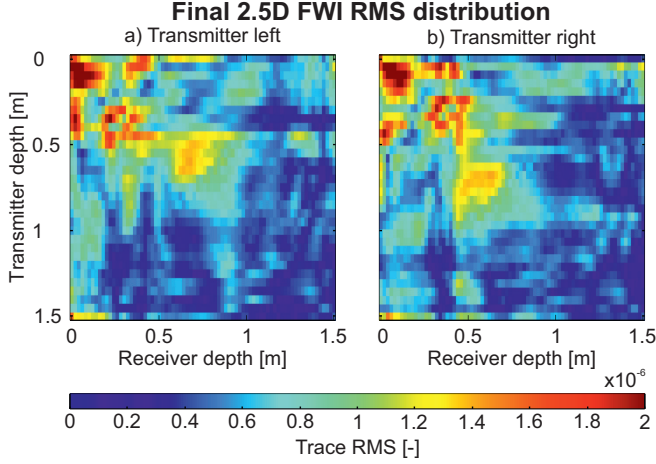 Final 2.5D FWI RMS distribution
a) Transmitter left
b) Transmitter right
Transmitter depth [m]
0
0.5
1
1.5
0 0.5 1 1.5
0 0.5 1 1.5
Receiver depth [m]
Receiver depth [m]
x10⁻⁶
0 0.2 0.4 0.6 0.8 1 1.2 1.4 1.6 1.8 2
Trace RMS [-]